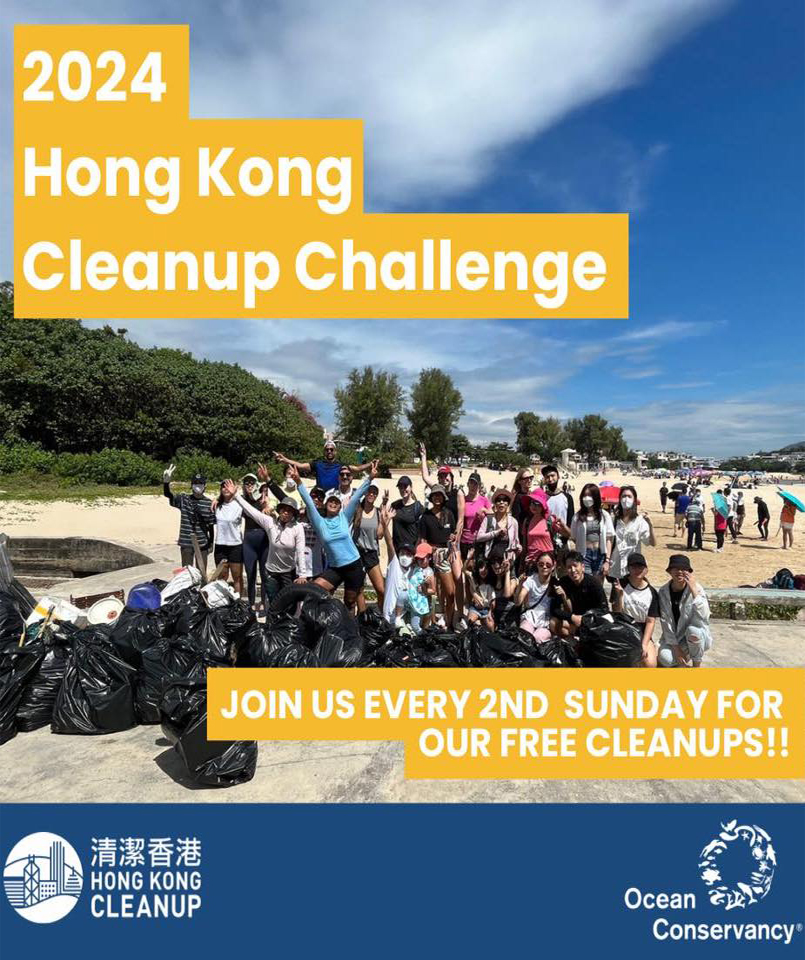 2024
Hong Kong
Cleanup Challenge
JOIN US EVERY 2ND SUNDAY FOR
OUR FREE CLEANUPS!!
清潔香港
HONG KONG
CLEANUP
Ocean
Conservancy®